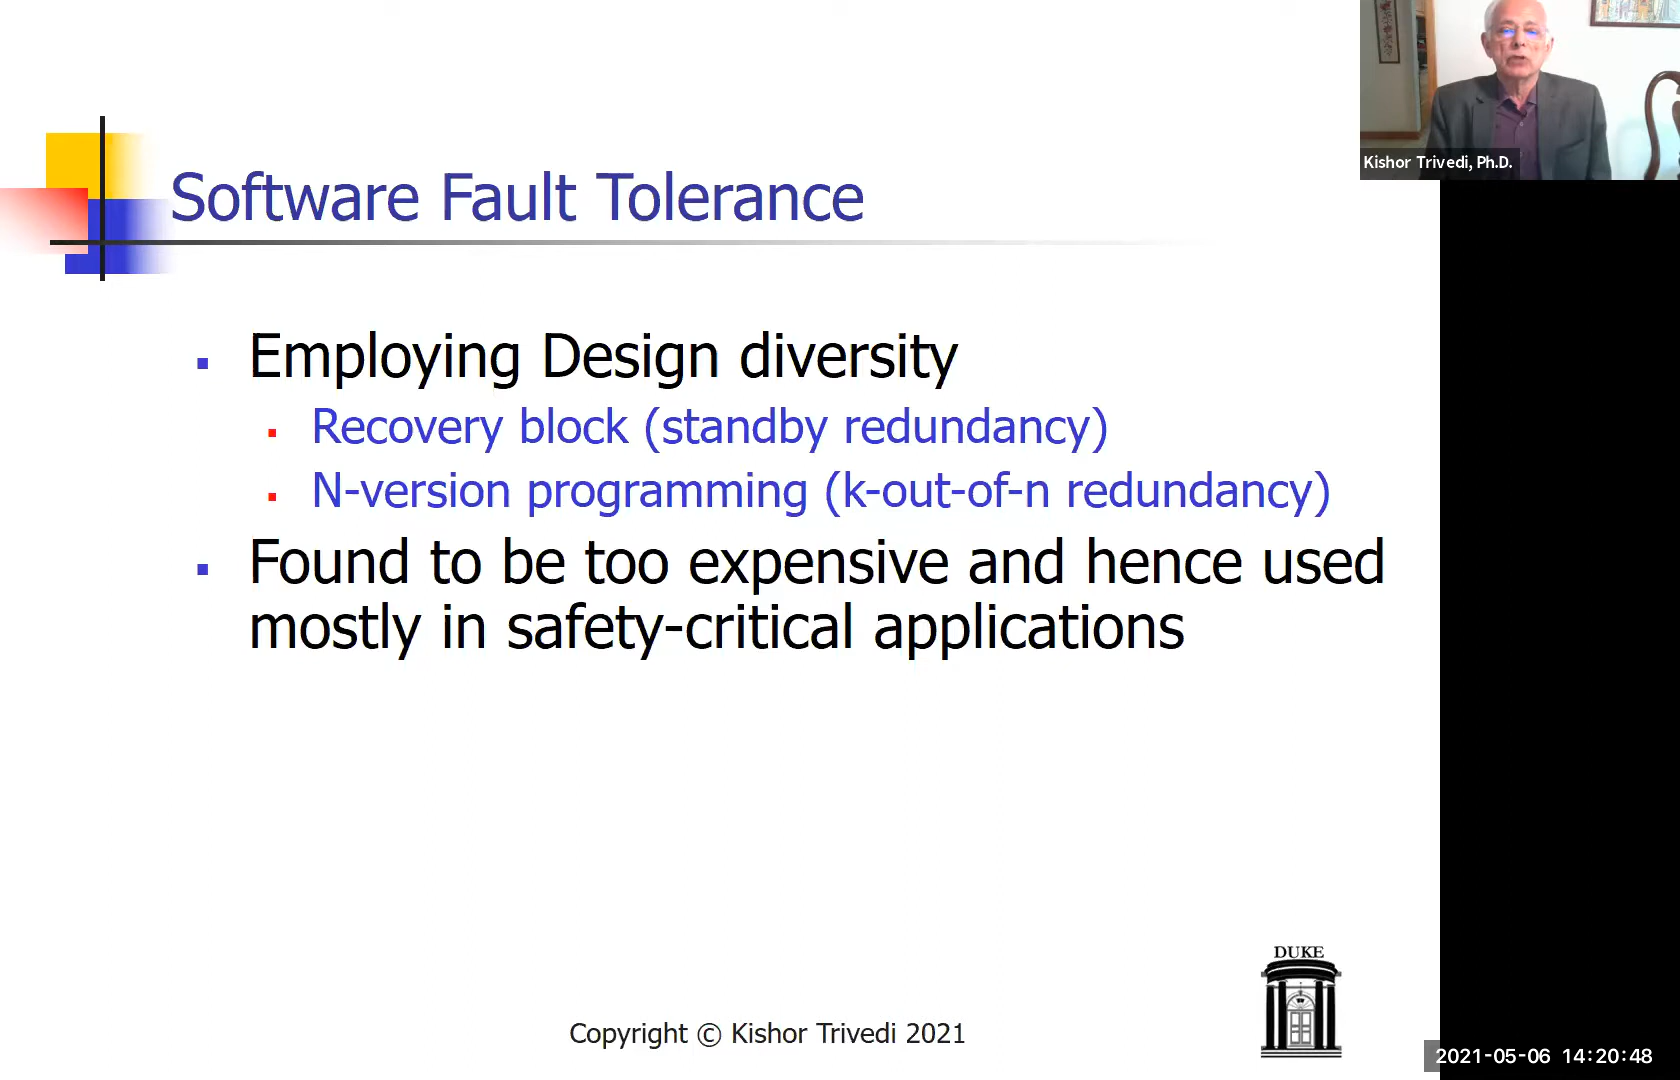 Kishor Trivedi, Ph.D.
Software Fault Tolerance
Employing Design diversity
Recovery block (standby redundancy)
N-version programming (k-out-of-n redundancy)
Found to be too expensive and hence used
mostly in safety-critical applications
DUKE
Copyright © Kishor Trivedi 2021
2021-05-06 14:20:48